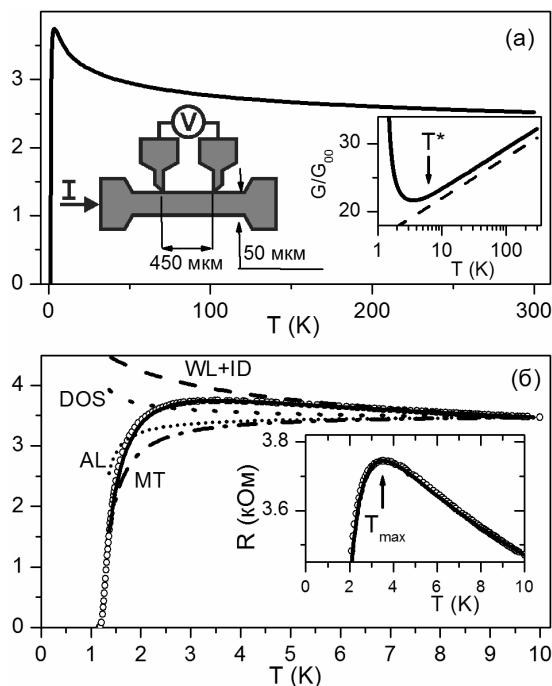 (а)
3
2
1
0
V
I
450 мкм
50 мкм
G/G₀₀
30
20
T*
1 10 100
T (K)
0 100 200 300
T (K)
(б)
4
3
2
1
0
WL+ID
DOS
AL
MT
R (кОм)
3.8
3.6
Tmax
0 2 4 6 8 10
T (K)
0 1 2 3 4 5 6 7 8 9 10
T (K)